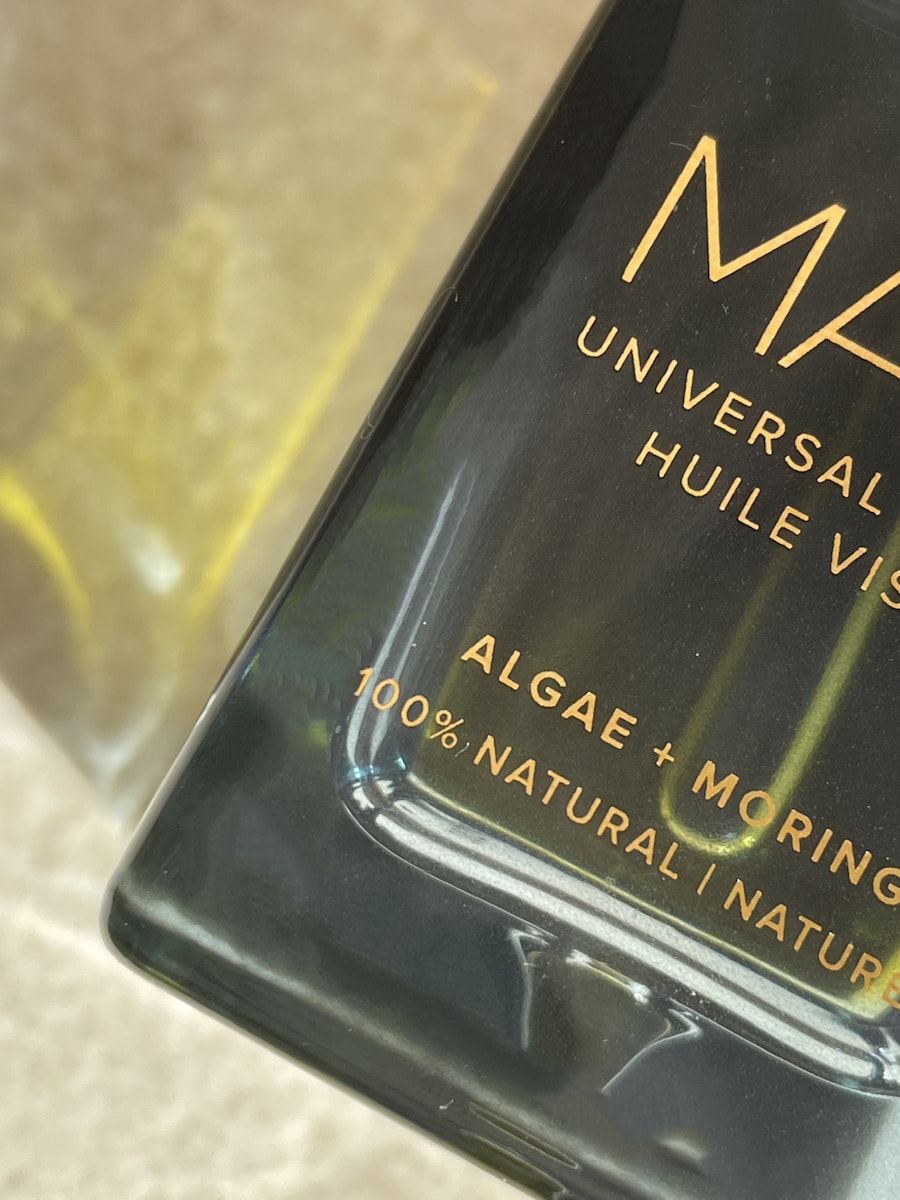 MA
UNIVERSAL
HUILE VIS
ALGAE + MORING
100% NATURAL | NATURE